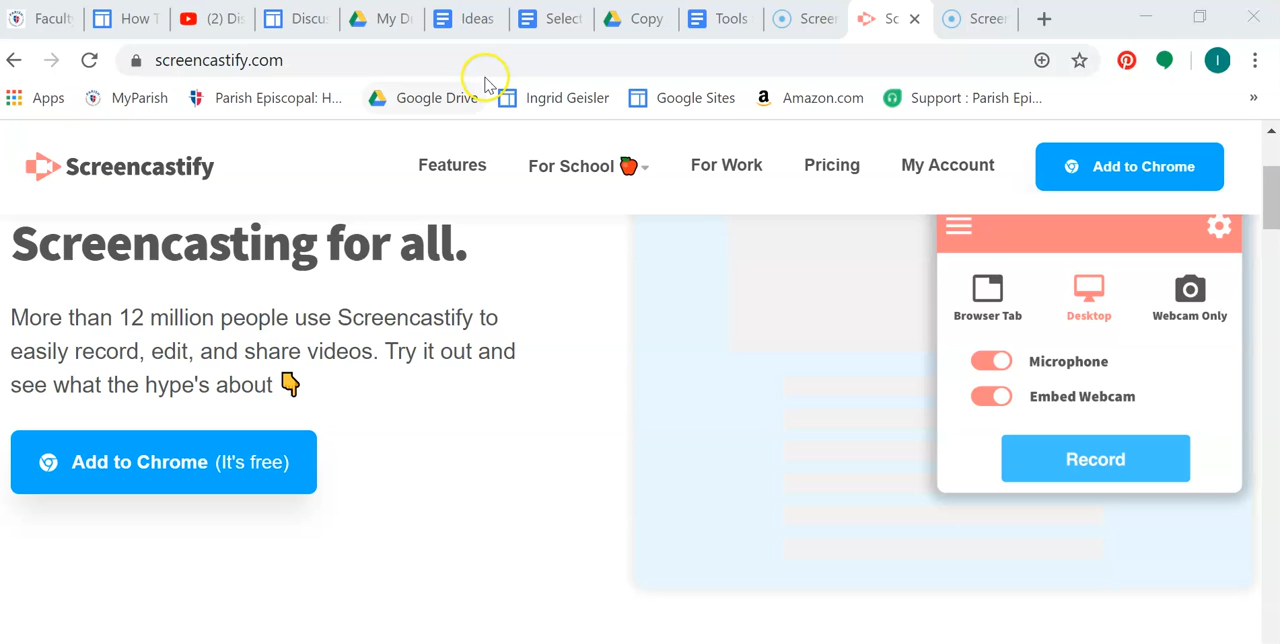 Facult
How T
(2) Dis
Discu
My D
Ideas
Select
Copy
Tools
Scree
Sc
Scree
screencastify.com
I
Apps
MyParish
Parish Episcopal: H...
Google Drive
Ingrid Geisler
Google Sites
Amazon.com
Support : Parish Epi...
Screencastify
Features
For School
For Work
Pricing
My Account
Add to Chrome
Screencasting for all.
More than 12 million people use Screencastify to
easily record, edit, and share videos. Try it out and
see what the hype's about
Add to Chrome (It's free)
Browser Tab
Desktop
Webcam Only
Microphone
Embed Webcam
Record